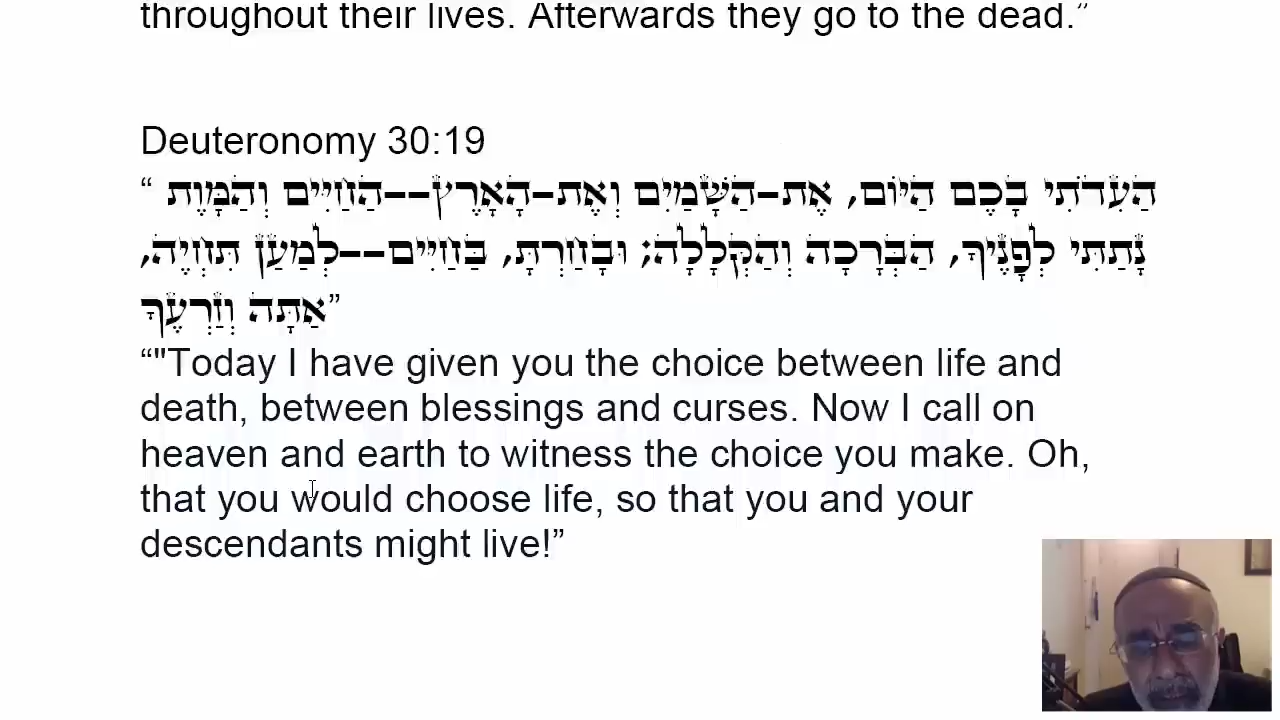 throughout their lives. Afterwards they go to the dead.”
Deuteronomy 30:19
“ הַעִדֹתִי בָכֶם הַיּוֹם, אֶת-הַשָּׁמַיִם וְאֶת-הָאָרֶץ--הַחַיִּים וְהַמָּוֶת
נָתַתִּי לְפָנֶיךָ, הַבְּרָכָה וְהַקְּלָלָה; וּבָחַרְתָּ, בַּחַיִּים--לְמַעַן תִּחְיֶה,
אַתָּה וְזַרְעֶךָ”
“"Today I have given you the choice between life and
death, between blessings and curses. Now I call on
heaven and earth to witness the choice you make. Oh,
that you would choose life, so that you and your
descendants might live!”